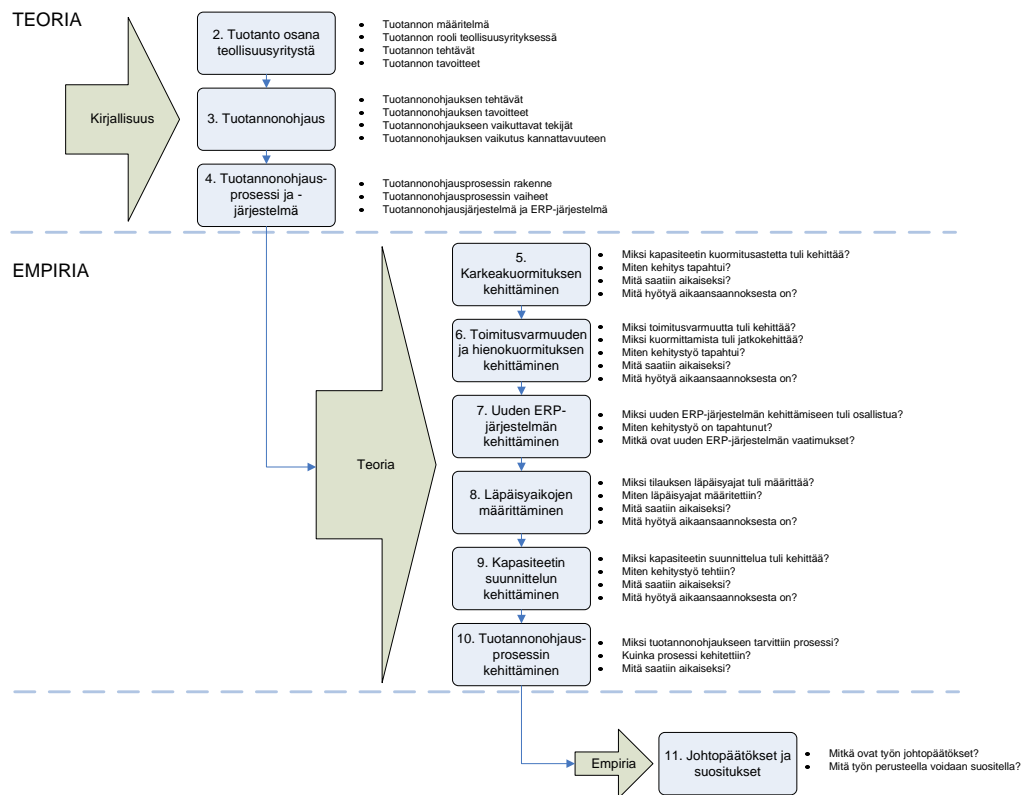 TEORIA
Kirjallisuus
2. Tuotanto osana
teollisuusyritystä
• Tuotannon määritelmä
• Tuotannon rooli teollisuusyrityksessä
• Tuotannon tehtävät
• Tuotannon tavoitteet
3. Tuotannonohjaus
• Tuotannonohjauksen tehtävät
• Tuotannonohjauksen tavoitteet
• Tuotannonohjaukseen vaikuttavat tekijät
• Tuotannonohjauksen vaikutus kannattavuuteen
4. Tuotannonohjaus-
prosessi ja -
järjestelmä
• Tuotannonohjausprosessin rakenne
• Tuotannonohjausprosessin vaiheet
• Tuotannonohjausjärjestelmä ja ERP-järjestelmä
EMPIRIA
Teoria
5.
Karkeakuormituksen
kehittäminen
• Miksi kapasiteetin kuormitusastetta tuli kehittää?
• Miten kehitys tapahtui?
• Mitä saatiin aikaiseksi?
• Mitä hyötyä aikaansaannoksesta on?
6. Toimitusvarmuuden
ja hienokuormituksen
kehittäminen
• Miksi toimitusvarmuutta tuli kehittää?
• Miksi kuormittamista tuli jatkokehittää?
• Miten kehitystyö tapahtui?
• Mitä saatiin aikaiseksi?
• Mitä hyötyä aikaansaannoksesta on?
7. Uuden ERP-
järjestelmän
kehittäminen
• Miksi uuden ERP-järjestelmän kehittämiseen tuli osallistua?
• Miten kehitystyö on tapahtunut?
• Mitkä ovat uuden ERP-järjestelmän vaatimukset?
8. Läpäisyaikojen
määrittäminen
• Miksi tilauksen läpäisyajat tuli määrittää?
• Miten läpäisyajat määritettiin?
• Mitä saatiin aikaiseksi?
• Mitä hyötyä aikaansaannoksesta on?
9. Kapasiteetin
suunnittelun
kehittäminen
• Miksi kapasiteetin suunnittelua tuli kehittää?
• Miten kehitystyö tehtiin?
• Mitä saatiin aikaiseksi?
• Mitä hyötyä aikaansaannoksesta on?
10. Tuotannonohjaus-
prosessin
kehittäminen
• Miksi tuotannonohjaukseen tarvittiin prosessi?
• Kuinka prosessi kehitettiin?
• Mitä saatiin aikaiseksi?
Empiria
11. Johtopäätökset ja
suositukset
• Mitkä ovat työn johtopäätökset?
• Mitä työn perusteella voidaan suositella?